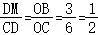 DM/CD = OB/OC = 3/6 = 1/2